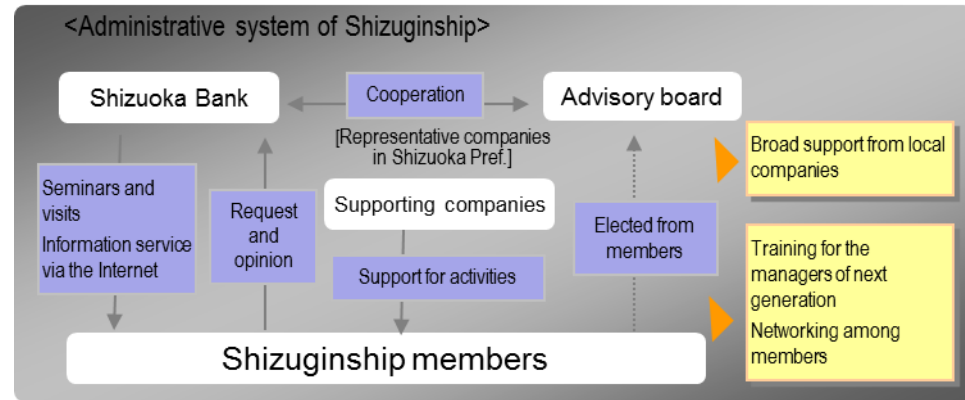 <Administrative system of Shizuginship>
Shizuoka Bank
Cooperation
Advisory board
[Representative companies
in Shizuoka Pref.]
Supporting companies
Seminars and
visits
Information service
via the Internet
Request
and
opinion
Support for activities
Elected from
members
Shizuginship members
Broad support from local
companies
Training for the
managers of next
generation
Networking among
members